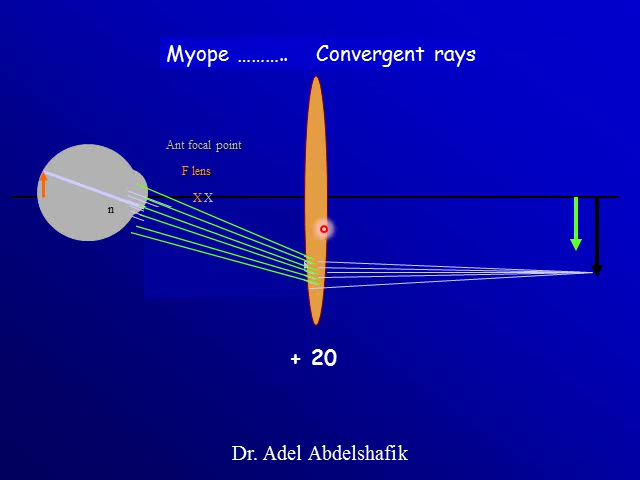 Myope ……….. Convergent rays
Ant focal point
F lens
X X
n
+ 20
Dr. Adel Abdelshafik